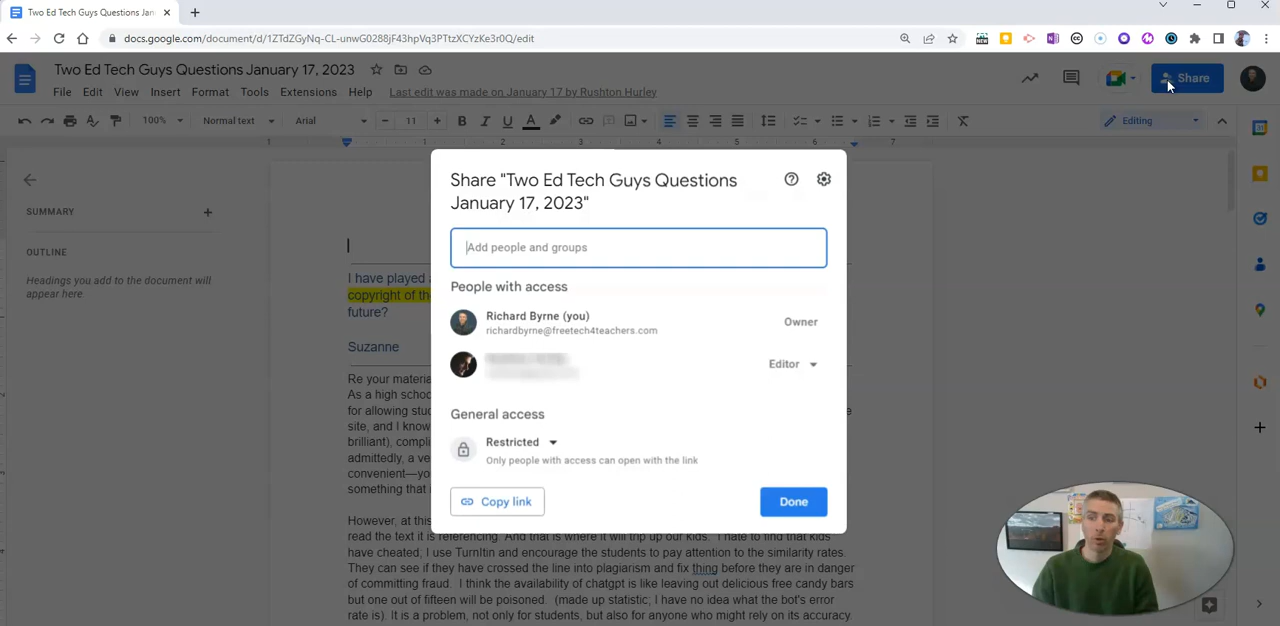 Two Ed Tech Guys Questions Jan
docs.google.com/document/d/1ZTdZGyNq-CL-unwG0288jF43hpVq3PTtzXCYzKe3r0Q/edit
Two Ed Tech Guys Questions January 17, 2023
File Edit View Insert Format Tools Extensions Help Last edit was made on January 17 by Rushton Hurley
Share
100% Normal text Arial 11 Editing
1 1 2 3 4 5 6 7
SUMMARY
OUTLINE
Headings you add to the document will
appear here.
Share "Two Ed Tech Guys Questions
January 17, 2023"
Add people and groups
People with access
Richard Byrne (you)
richardbyrne@freetech4teachers.com
Owner
Editor
General access
Restricted
Only people with access can open with the link
Copy link
Done
I have played
copyright of th
future?
Suzanne
Re your material
As a high schoo
for allowing stu
site, and I know
brilliant), compli
admittedly, a ve
convenient—yo
something that i
However, at this
read the text it is referencing. And that is where it will trip up our kids. I hate to find that kids
have cheated; I use TurnItin and encourage the students to pay attention to the similarity rates.
They can see if they have crossed the line into plagiarism and fix thing before they are in danger
of committing fraud. I think the availability of chatgpt is like leaving out delicious free candy bars
but one out of fifteen will be poisoned. (made up statistic; I have no idea what the bot's error
rate is). It is a problem, not only for students, but also for anyone who might rely on its accuracy.